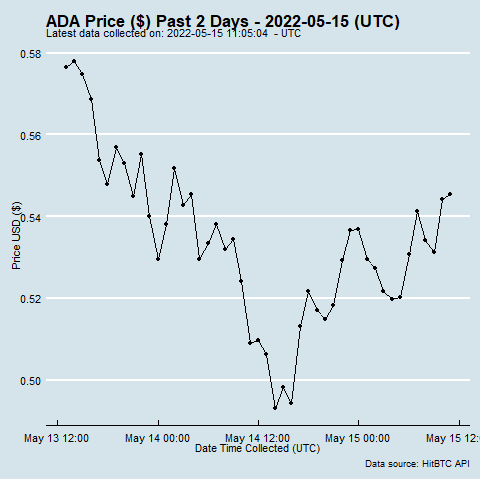 ADA Price ($) Past 2 Days - 2022-05-15 (UTC)
Latest data collected on: 2022-05-15 11:05:04 - UTC
0.58
0.56
0.54
0.52
0.50
Price USD ($)
May 13 12:00
May 14 00:00
May 14 12:00
May 15 00:00
May 15 12:0
Date Time Collected (UTC)
Data source: HitBTC API